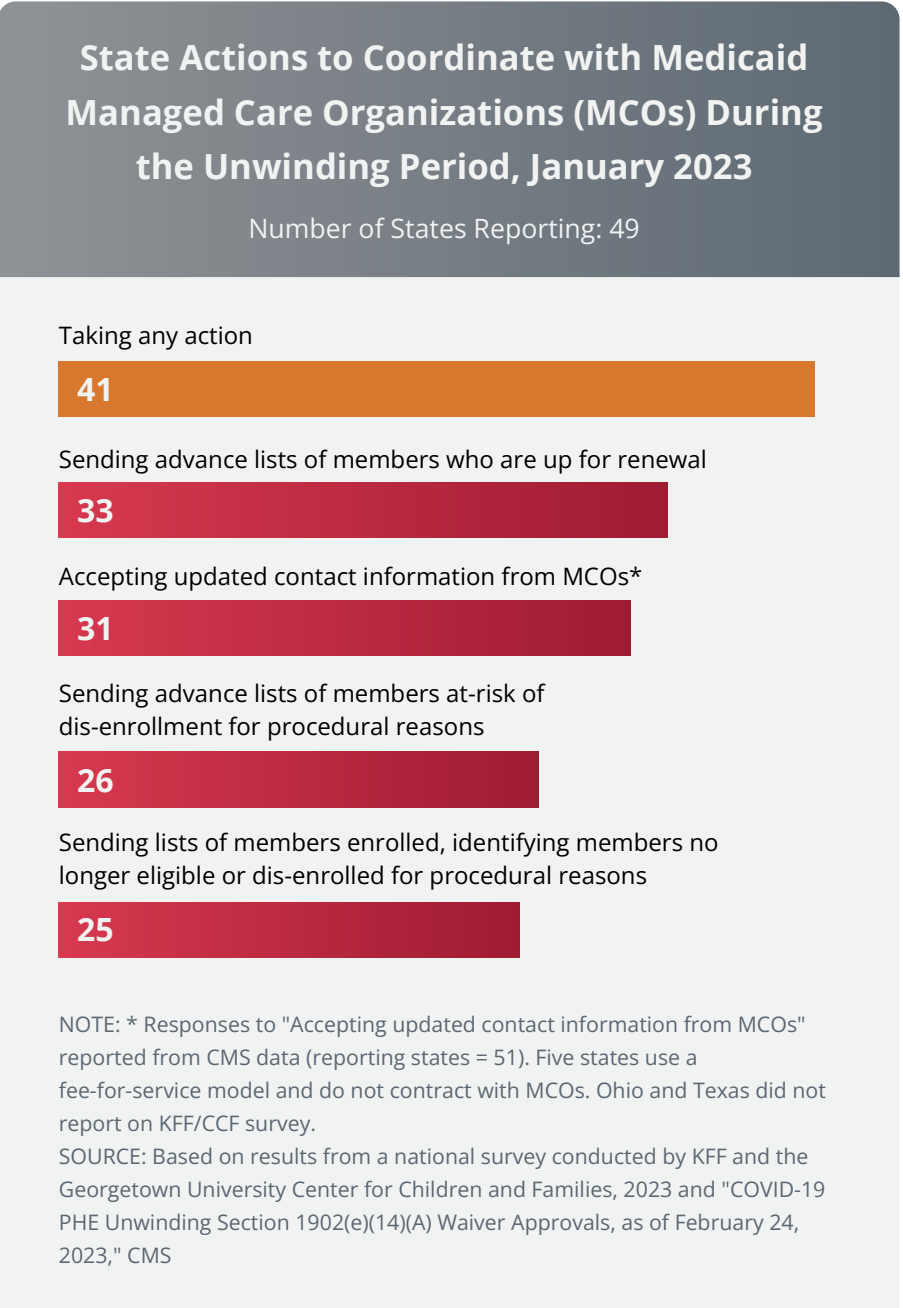 State Actions to Coordinate with Medicaid
Managed Care Organizations (MCOs) During
the Unwinding Period, January 2023
Number of States Reporting: 49
Taking any action
41
Sending advance lists of members who are up for renewal
33
Accepting updated contact information from MCOs*
31
Sending advance lists of members at-risk of
dis-enrollment for procedural reasons
26
Sending lists of members enrolled, identifying members no
longer eligible or dis-enrolled for procedural reasons
25
NOTE: * Responses to "Accepting updated contact information from MCOs"
reported from CMS data (reporting states = 51). Five states use a
fee-for-service model and do not contract with MCOs. Ohio and Texas did not
report on KFF/CCF survey.
SOURCE: Based on results from a national survey conducted by KFF and the
Georgetown University Center for Children and Families, 2023 and "COVID-19
PHE Unwinding Section 1902(e)(14)(A) Waiver Approvals, as of February 24,
2023," CMS